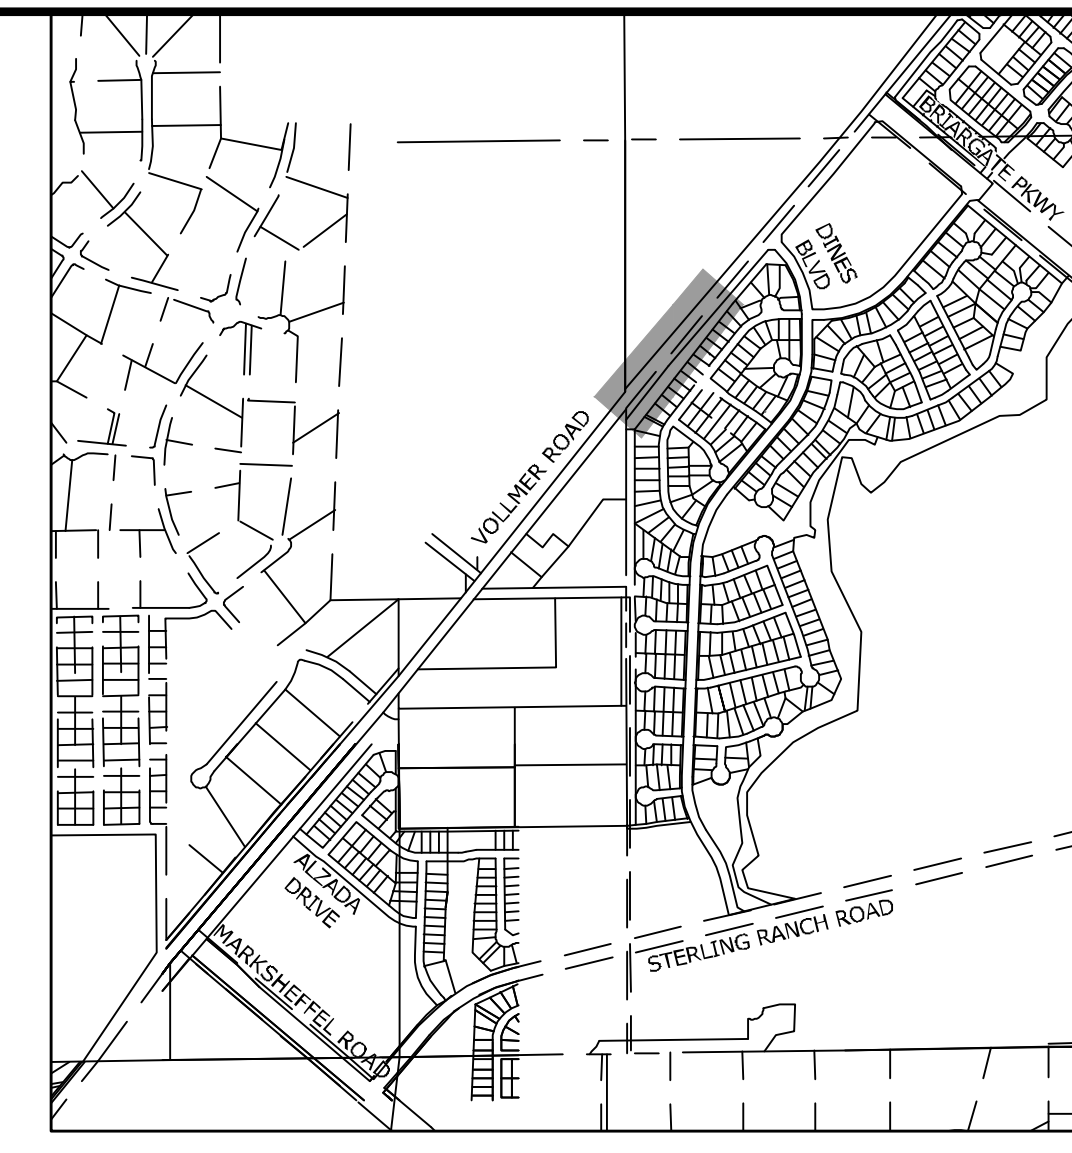 BRIARGATE PKWY
DINES
BLVD
VOLLMER ROAD
ALZADA
DRIVE
STERLING RANCH ROAD
MARKSHEFFEL ROAD